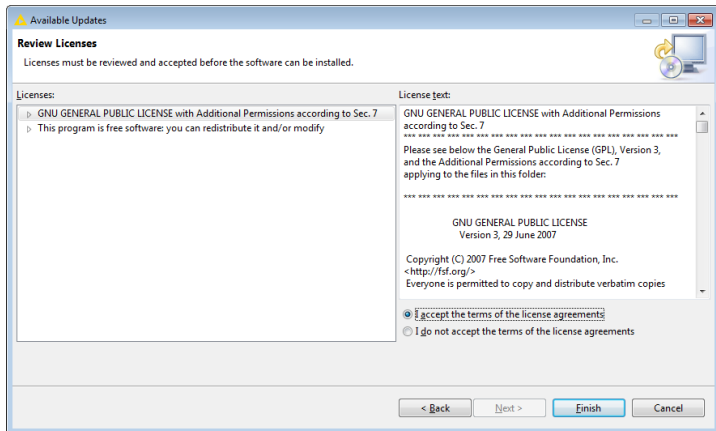 Available Updates
Review Licenses
Licenses must be reviewed and accepted before the software can be installed.
Licenses:
GNU GENERAL PUBLIC LICENSE with Additional Permissions according to Sec. 7
This program is free software: you can redistribute it and/or modify
License text:
GNU GENERAL PUBLIC LICENSE with Additional Permissions
according to Sec. 7
*** *** *** *** *** *** *** *** *** *** *** *** *** *** *** *** *** *** ***
Please see below the General Public License (GPL), Version 3,
and the Additional Permissions according to Sec. 7
applying to the files in this folder:
*** *** *** *** *** *** *** *** *** *** *** *** *** *** *** *** *** *** ***
GNU GENERAL PUBLIC LICENSE
Version 3, 29 June 2007
Copyright (C) 2007 Free Software Foundation, Inc.
<http://fsf.org/>
Everyone is permitted to copy and distribute verbatim copies
I accept the terms of the license agreements
I do not accept the terms of the license agreements
< Back Next > Finish Cancel